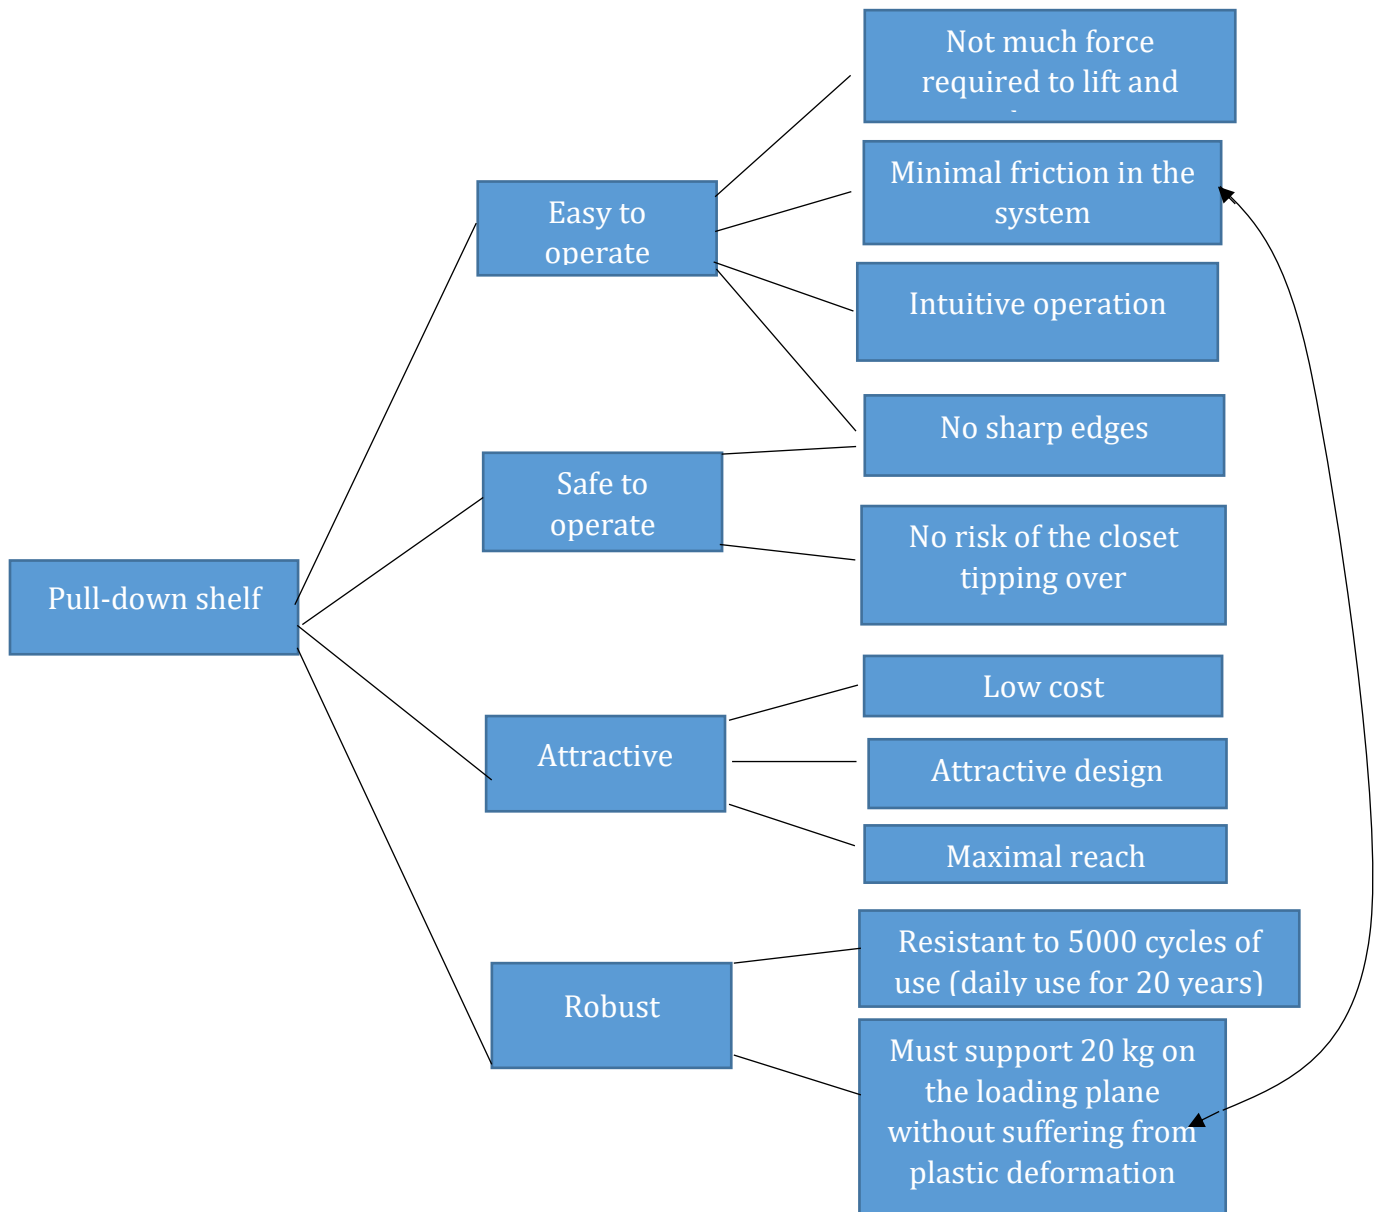 Not much force
required to lift and
Minimal friction in the
system
Easy to
operate
Intuitive operation
No sharp edges
Safe to
operate
No risk of the closet
tipping over
Pull-down shelf
Low cost
Attractive
Attractive design
Maximal reach
Resistant to 5000 cycles of
use (daily use for 20 years)
Robust
Must support 20 kg on
the loading plane
without suffering from
plastic deformation